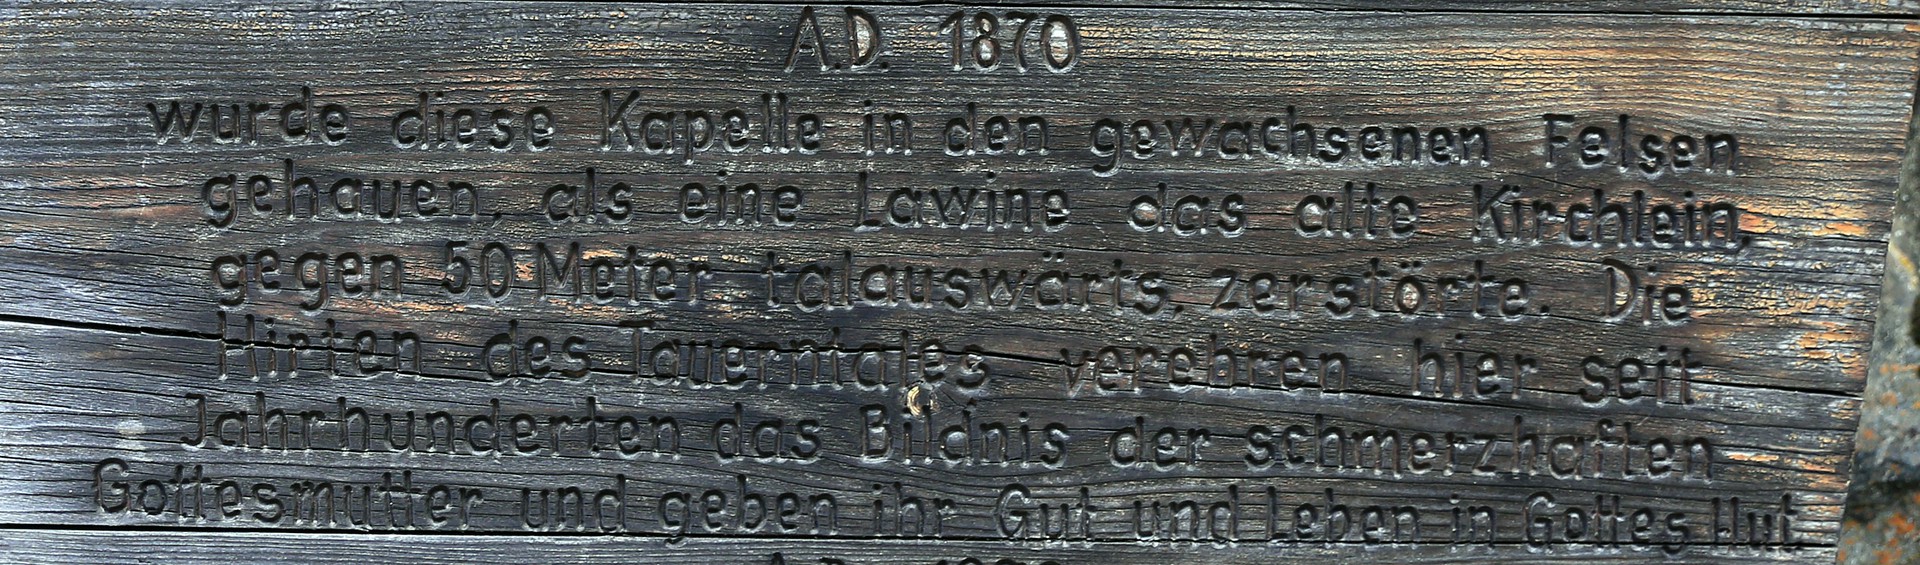 A.D. 1870
wurde diese Kapelle in den gewachsenen Felsen
gehauen, als eine Lawine das alte Kirchlein,
gegen 50 Meter talauswärts, zerstörte. Die
Hirten des Tauerntales verehren hier seit
Jahrhunderten das Bildnis der schmerzhaften
Gottesmutter und geben ihr Gut und Leben in Gottes Hut
A.D.